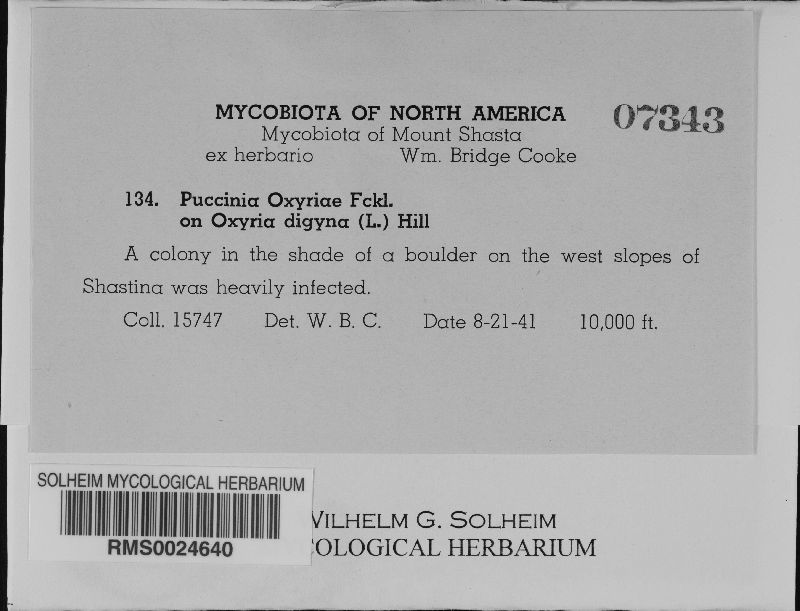 MYCOBIOTA OF NORTH AMERICA 07343
Mycobiota of Mount Shasta
ex herbario Wm. Bridge Cooke
134. Puccinia Oxyriae Fckl.
on Oxyria digyna (L.) Hill
A colony in the shade of a boulder on the west slopes of
Shastina was heavily infected.
Coll. 15747 Det. W. B. C. Date 8-21-41 10,000 ft.
SOLHEIM MYCOLOGICAL HERBARIUM
RMS0024640
VILHELM G. SOLHEIM
OLOGICAL HERBARIUM